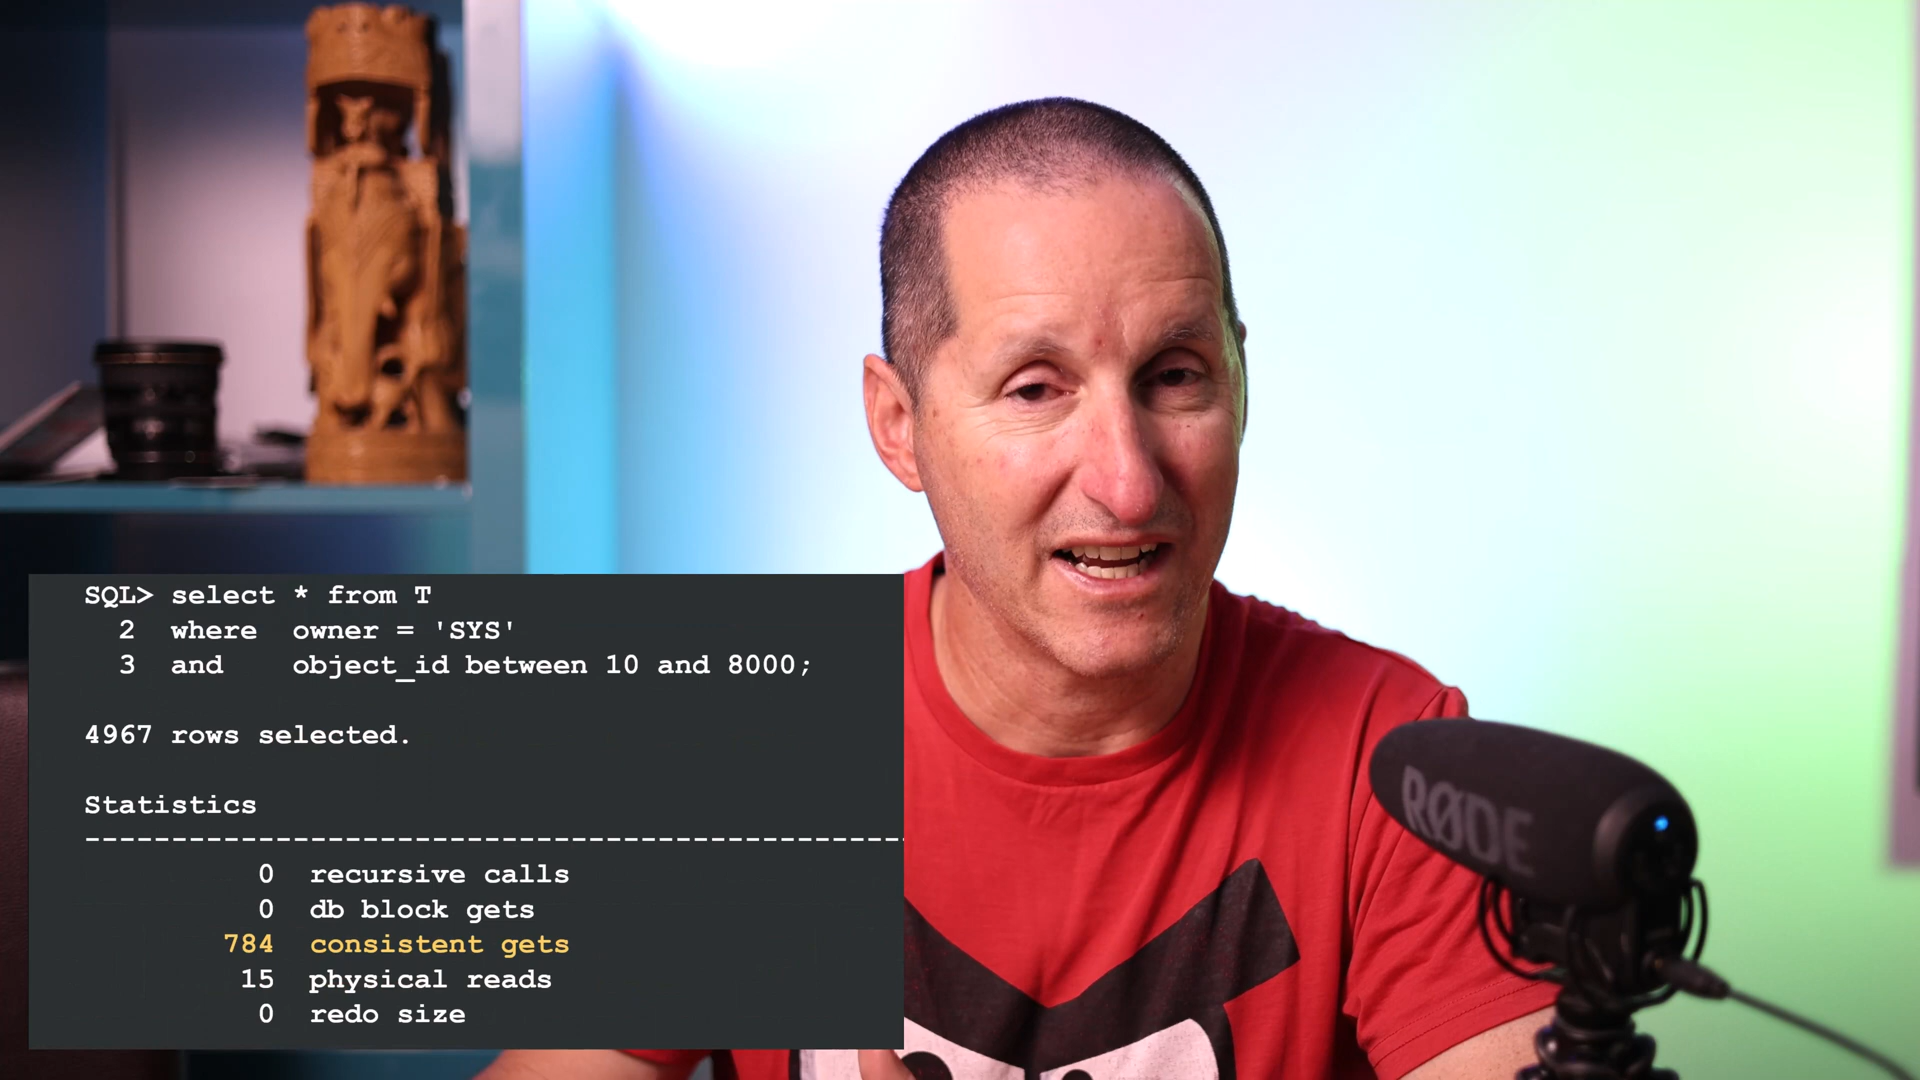 SQL> select * from T
  2  where  owner = 'SYS'
  3  and    object_id between 10 and 8000;
4967 rows selected.
Statistics
-----------------------------------------------
0  recursive calls
0  db block gets
784  consistent gets
15  physical reads
0  redo size
RØDE